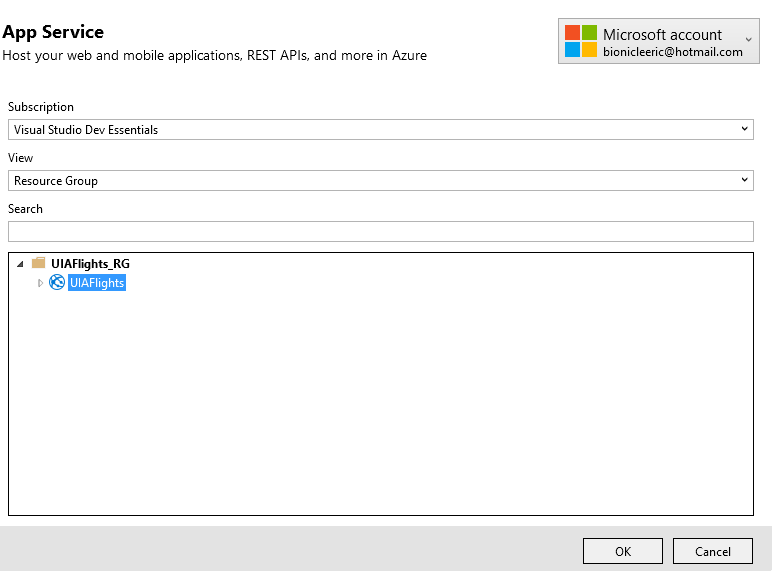 App Service
Host your web and mobile applications, REST APIs, and more in Azure
Microsoft account
bionicleeric@hotmail.com
Subscription
Visual Studio Dev Essentials
View
Resource Group
Search
UIAFlights_RG
UIAFlights
OK
Cancel